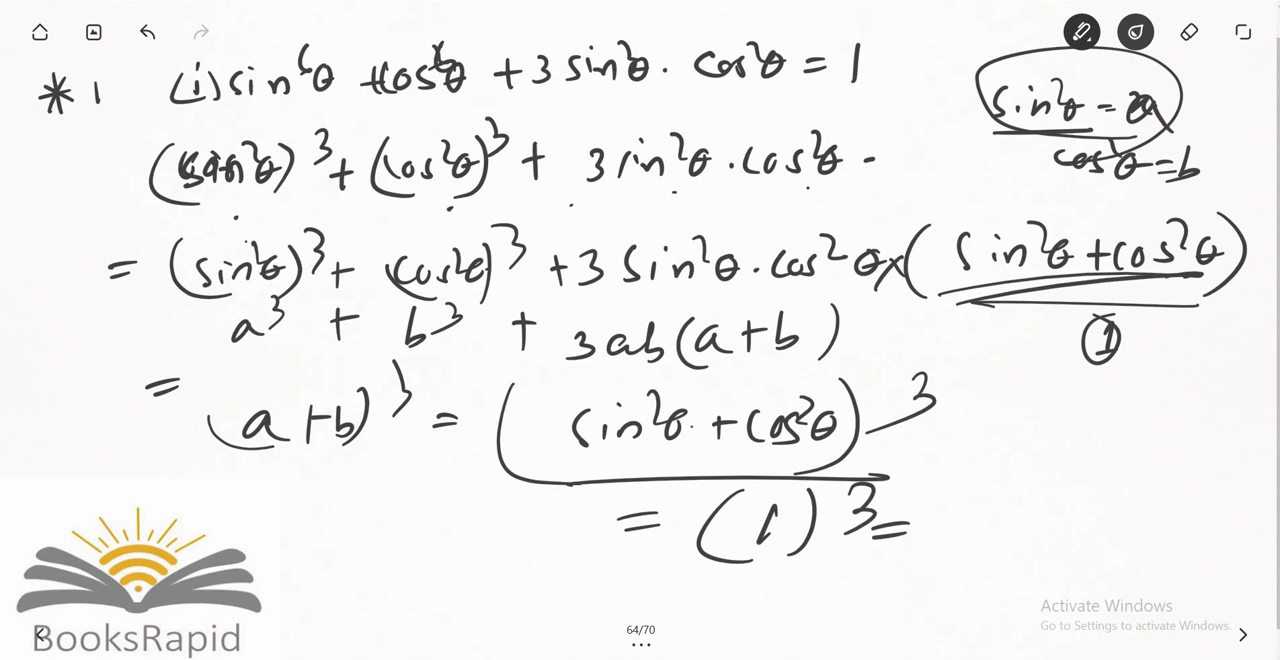 * 1 (i) sin⁶θ + cos⁶θ + 3 sin²θ . cos²θ = 1
sin²θ = a
cos²θ = b
(sin²θ)³ + (cos²θ)³ + 3 sin²θ . cos²θ -
= (sin²θ)³ + (cos²θ)³ + 3 sin²θ . cos²θ × (sin²θ + cos²θ)
a³ + b³ + 3ab(a+b)
1
= (a+b)³ = (sin²θ + cos²θ)³
= (1)³ =
BooksRapid
64/70
Activate Windows
Go to Settings to activate Windows.